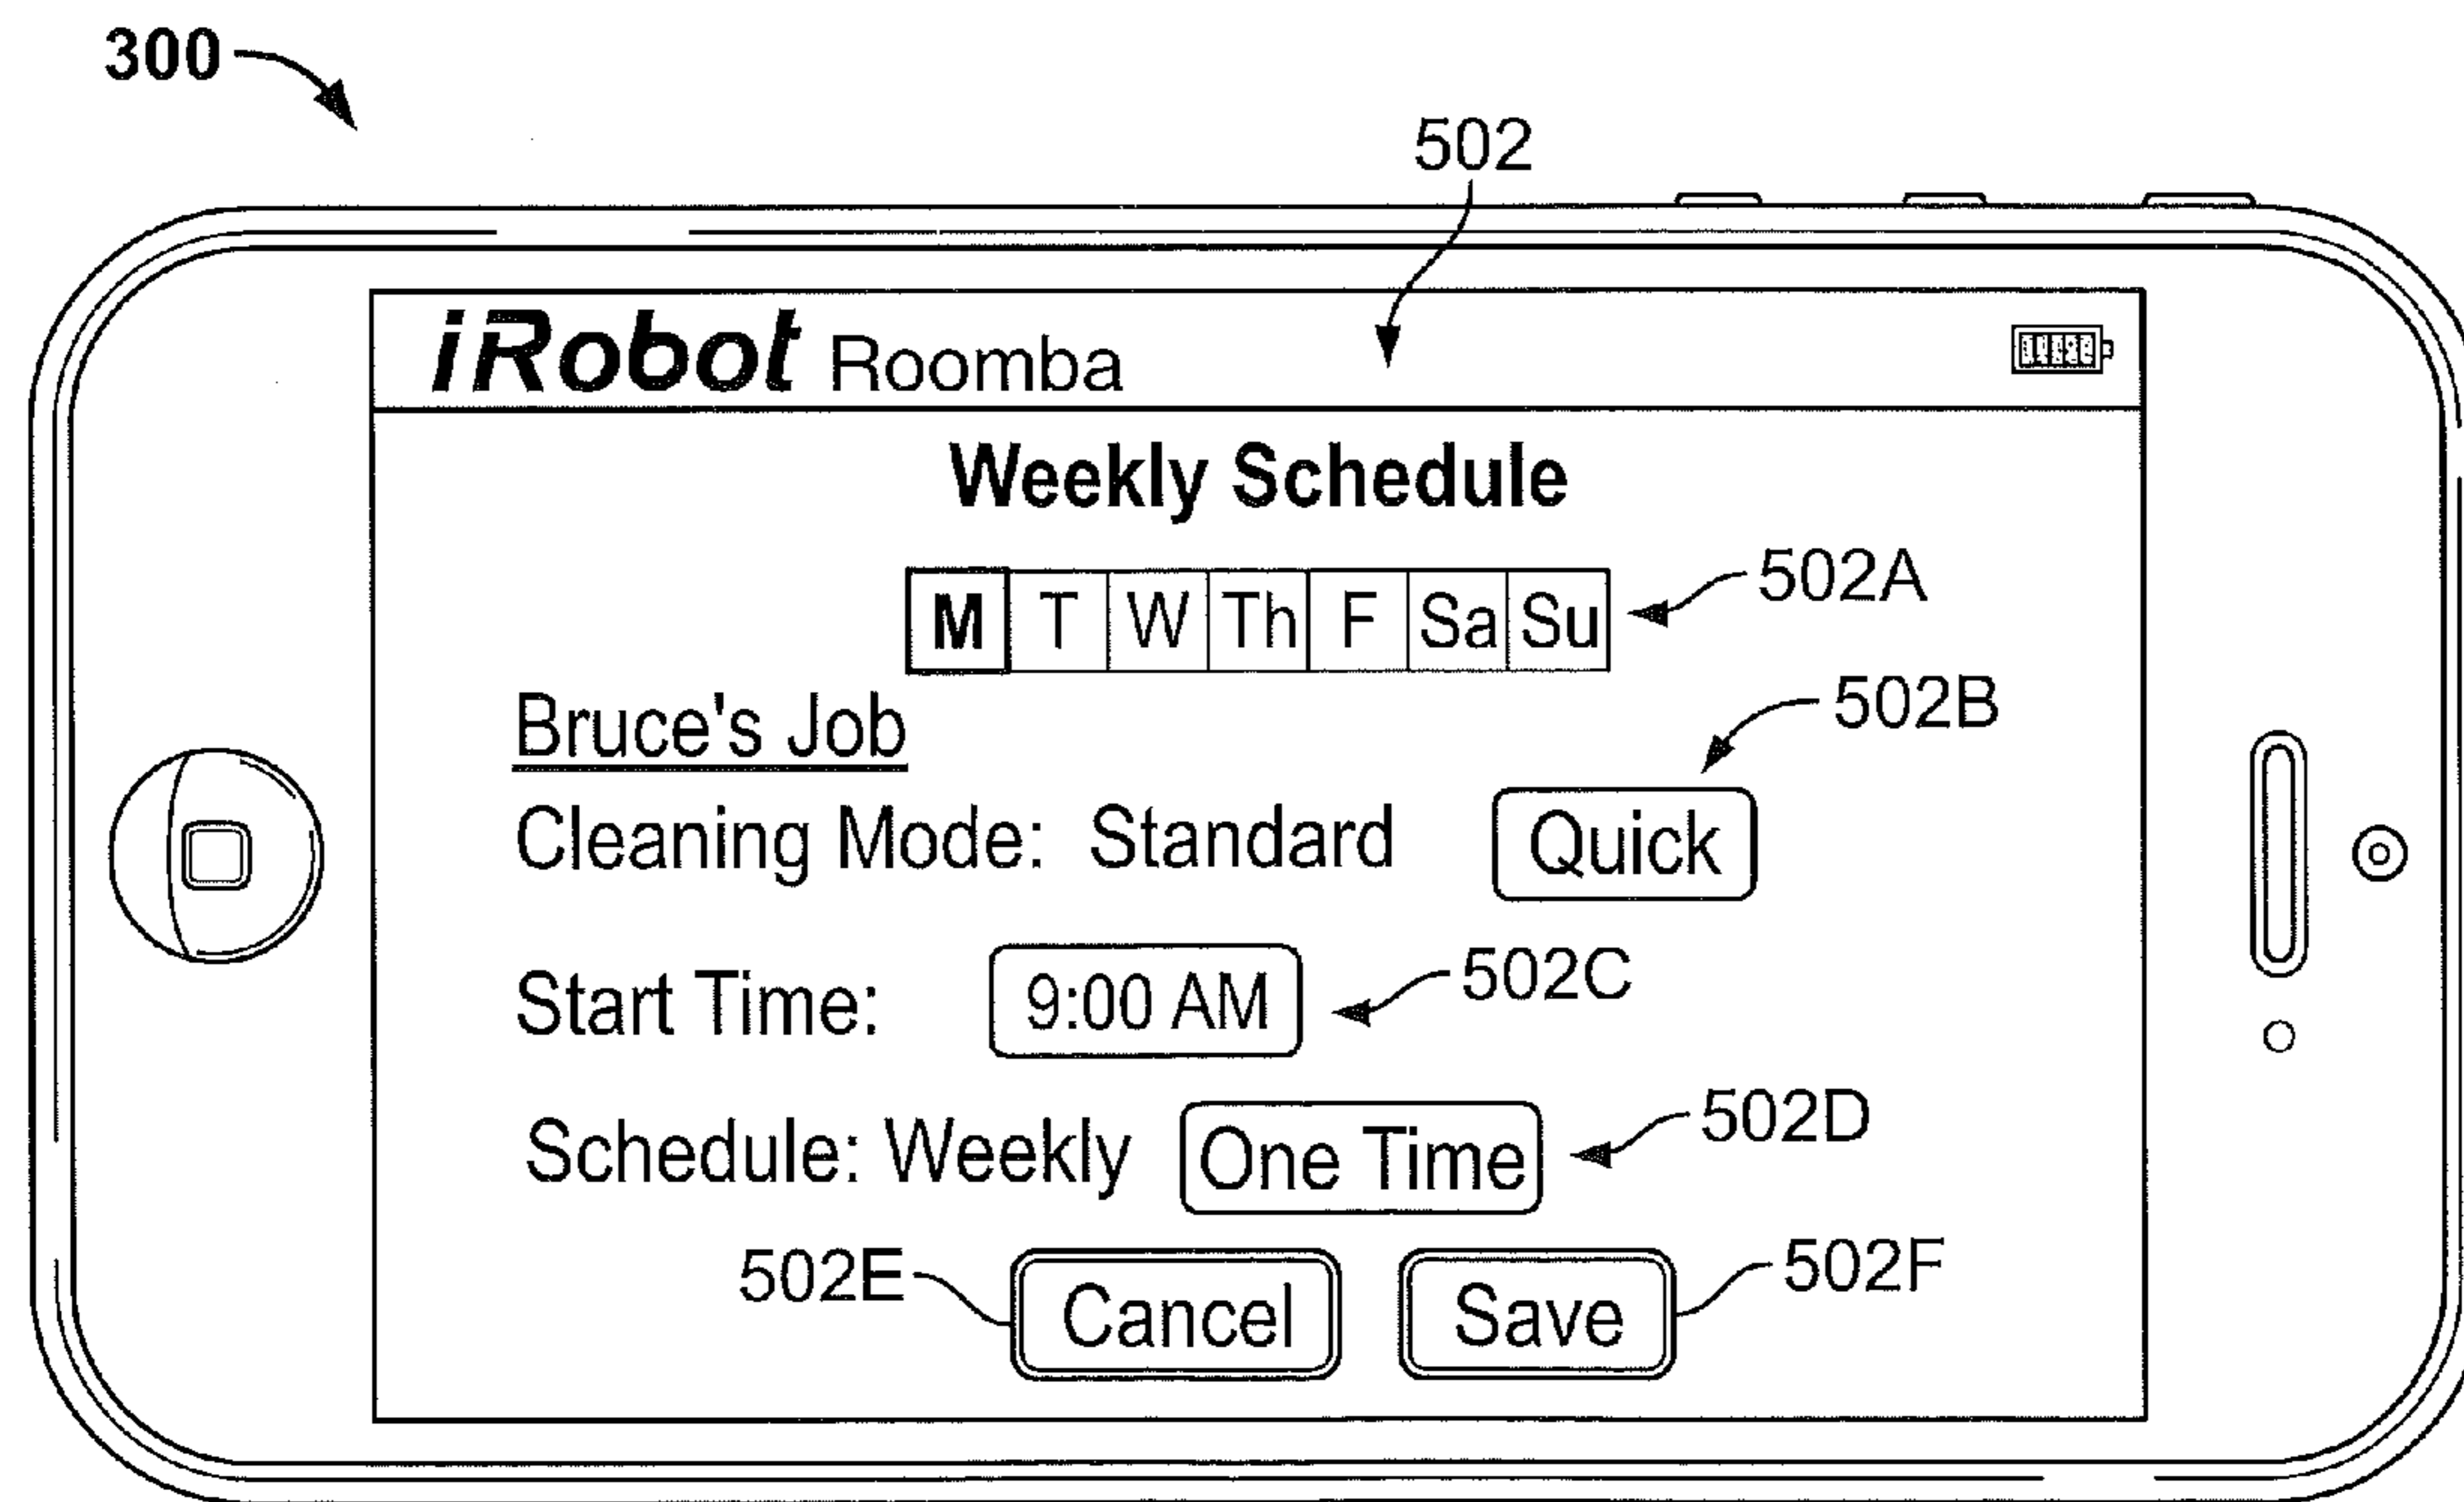 300
502
iRobot Roomba
Weekly Schedule
M T W Th F Sa Su 502A
Bruce's Job 502B
Cleaning Mode: Standard Quick
Start Time: 9:00 AM 502C
Schedule: Weekly One Time 502D
502E Cancel Save 502F